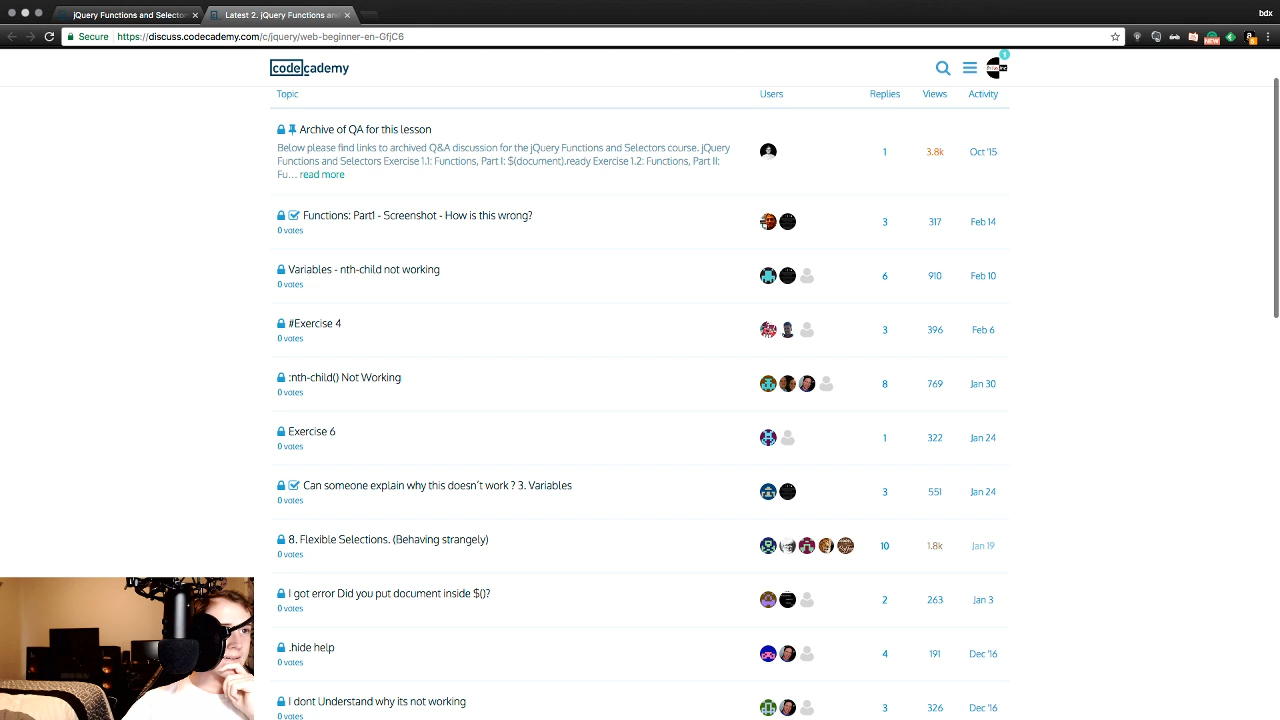 jQuery Functions and Selector
Latest 2. jQuery Functions an
bdx
Secure
https://discuss.codecademy.com/c/jquery/web-beginner-en-GfjC6
NEW
codecademy
1
Topic
Users
Replies
Views
Activity
Archive of QA for this lesson
Below please find links to archived Q&A discussion for the jQuery Functions and Selectors course. jQuery
Functions and Selectors Exercise 1.1: Functions, Part I: $(document).ready Exercise 1.2: Functions, Part II:
Fu… read more
1
3.8k
Oct '15
Functions: Part1 - Screenshot - How is this wrong?
0 votes
3
317
Feb 14
Variables - nth-child not working
0 votes
6
910
Feb 10
#Exercise 4
0 votes
3
396
Feb 6
:nth-child() Not Working
0 votes
8
769
Jan 30
Exercise 6
0 votes
1
322
Jan 24
Can someone explain why this doesn´t work ? 3. Variables
0 votes
3
551
Jan 24
8. Flexible Selections. (Behaving strangely)
0 votes
10
1.8k
Jan 19
I got error Did you put document inside $()?
0 votes
2
263
Jan 3
.hide help
0 votes
4
191
Dec '16
I dont Understand why its not working
0 votes
3
326
Dec '16